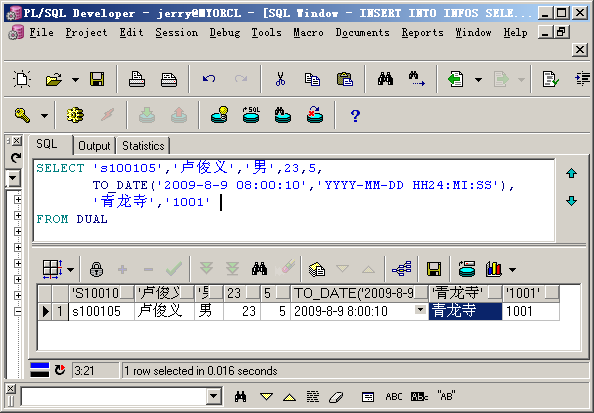 PL/SQL Developer - jerry@MYORCL - [SQL Window - INSERT INTO INFOS SELE...
File Project Edit Session Debug Tools Macro Documents Reports Window Help
SQL Output Statistics
SELECT 's100105','卢俊义','男',23,5,
TO_DATE('2009-8-9 08:00:10','YYYY-MM-DD HH24:MI:SS'),
'青龙寺','1001'
FROM DUAL
'S10010 '卢俊义 23 5 TO_DATE('2009-8-9 '青龙寺' '1001'
1 s100105 卢俊义 男 23 5 2009-8-9 8:00:10 青龙寺 1001
3:21 1 row selected in 0.016 seconds
ABC "AB"